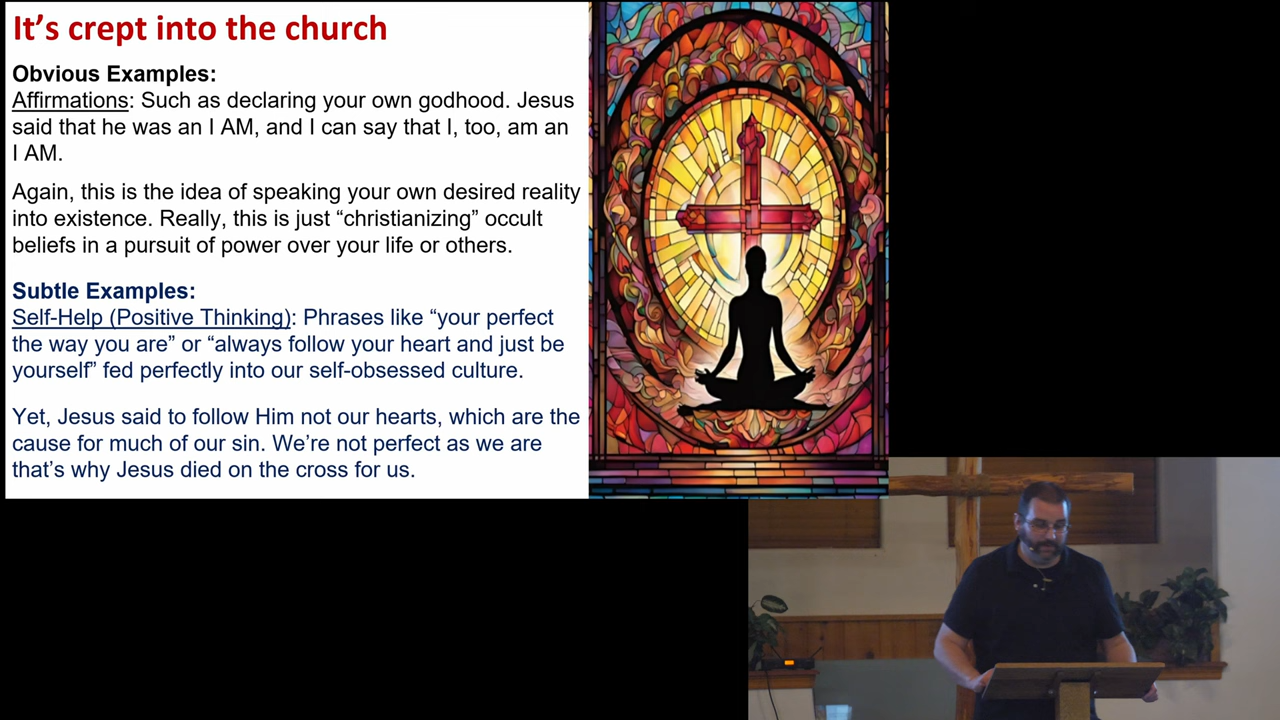 It's crept into the church
Obvious Examples:
Affirmations: Such as declaring your own godhood. Jesus
said that he was an I AM, and I can say that I, too, am an
I AM.
Again, this is the idea of speaking your own desired reality
into existence. Really, this is just “christianizing” occult
beliefs in a pursuit of power over your life or others.
Subtle Examples:
Self-Help (Positive Thinking): Phrases like “your perfect
the way you are” or “always follow your heart and just be
yourself” fed perfectly into our self-obsessed culture.
Yet, Jesus said to follow Him not our hearts, which are the
cause for much of our sin. We're not perfect as we are
that's why Jesus died on the cross for us.